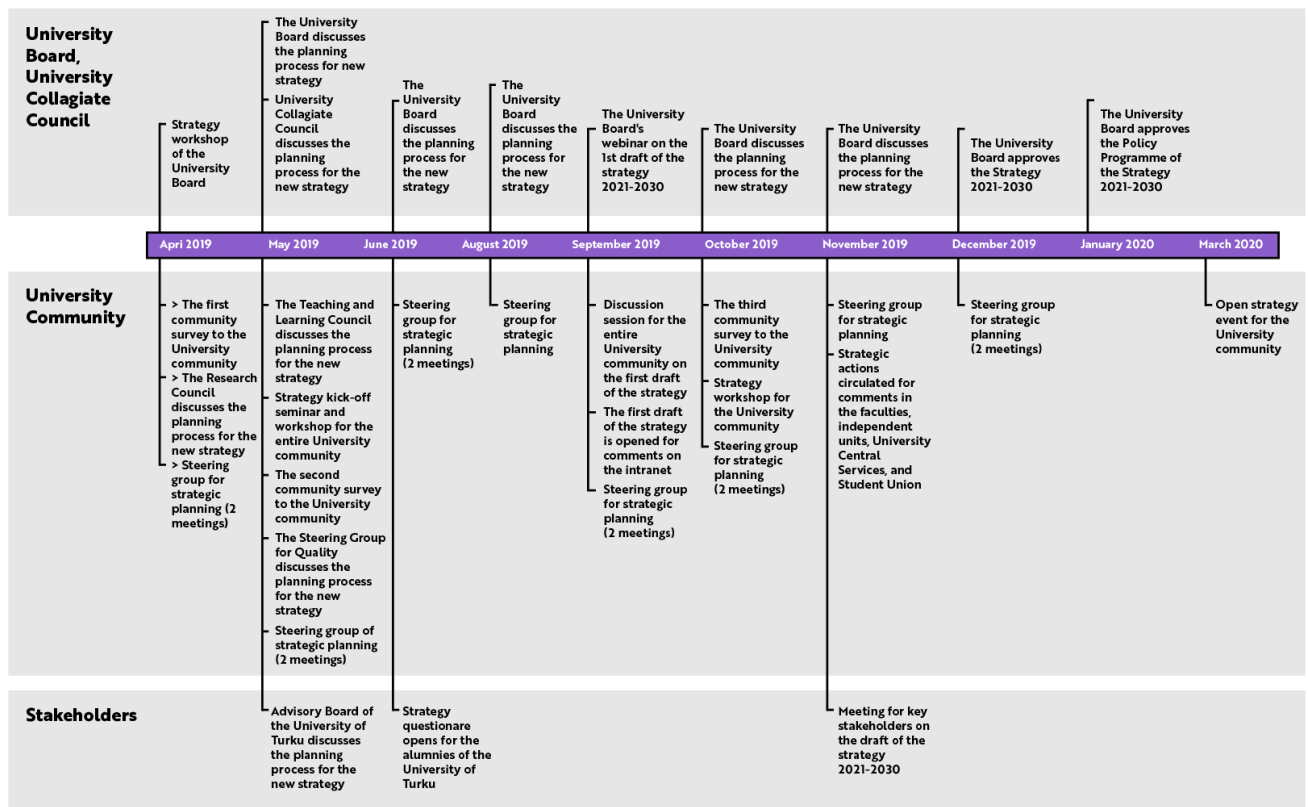 University
Board,
University
Collagiate
Council
Strategy
workshop
of the
University
Board
The University
Board discusses
the planning
process for new
strategy
University
Collagiate
Council
discusses the
planning
process for the
new strategy
The
University
Board
discusses
the planning
process for
the new
strategy
The
University
Board
discusses the
planning
process for
the new
strategy
The University
Board's
webinar on the
1st draft of the
strategy
2021-2030
The University
Board discusses
the planning
process for the
new strategy
The University
Board discusses
the planning
process for the
new strategy
The University
Board approves
the Strategy
2021-2030
The University
Board approves
the Policy
Programme of
the Strategy
2021-2030
Apri 2019
May 2019
June 2019
August 2019
September 2019
October 2019
November 2019
December 2019
January 2020
March 2020
University
Community
> The first
community
survey to the
University
community
> The Research
Council
discusses the
planning
process for the
new strategy
> Steering
group for
strategic
planning (2
meetings)
The Teaching and
Learning Council
discusses the
planning process
for the new
strategy
Strategy kick-off
seminar and
workshop for the
entire University
community
The second
community survey
to the University
community
The Steering Group
for Quality
discusses the
planning process
for the new
strategy
Steering group of
strategic planning
(2 meetings)
Steering
group for
strategic
planning
(2 meetings)
Steering
group for
strategic
planning
Discussion
session for the
entire
University
community on
the first draft
of the strategy
The first draft
of the strategy
is opened for
comments on
the intranet
Steering group
for strategic
planning
(2 meetings)
The third
community
survey to the
University
community
Strategy
workshop for
the University
community
Steering group
for strategic
planning
(2 meetings)
Steering group
for strategic
planning
Strategic
actions
circulated for
comments in
the faculties,
independent
units, University
Central
Services, and
Student Union
Steering group
for strategic
planning
(2 meetings)
Open strategy
event for the
University
community
Stakeholders
Advisory Board of
the University of
Turku discusses
the planning
process for the
new strategy
Strategy
questionare
opens for the
alumnies of the
University of
Turku
Meeting for key
stakeholders on
the draft of the
strategy
2021-2030